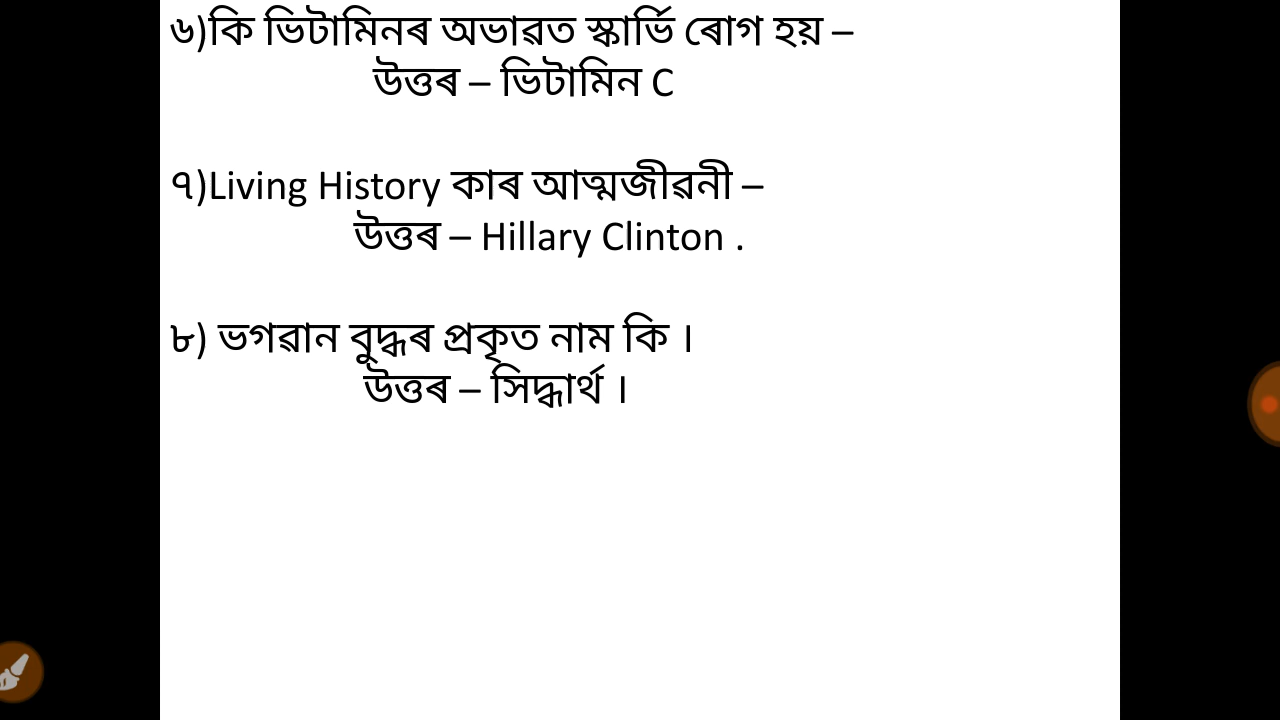 ৬)কি ভিটামিনৰ অভাৱত স্কাৰ্ভি ৰোগ হয় –
উত্তৰ – ভিটামিন C
৭)Living History কাৰ আত্মজীৱনী –
উত্তৰ – Hillary Clinton .
৮) ভগৱান বুদ্ধৰ প্ৰকৃত নাম কি ।
উত্তৰ – সিদ্ধাৰ্থ ।